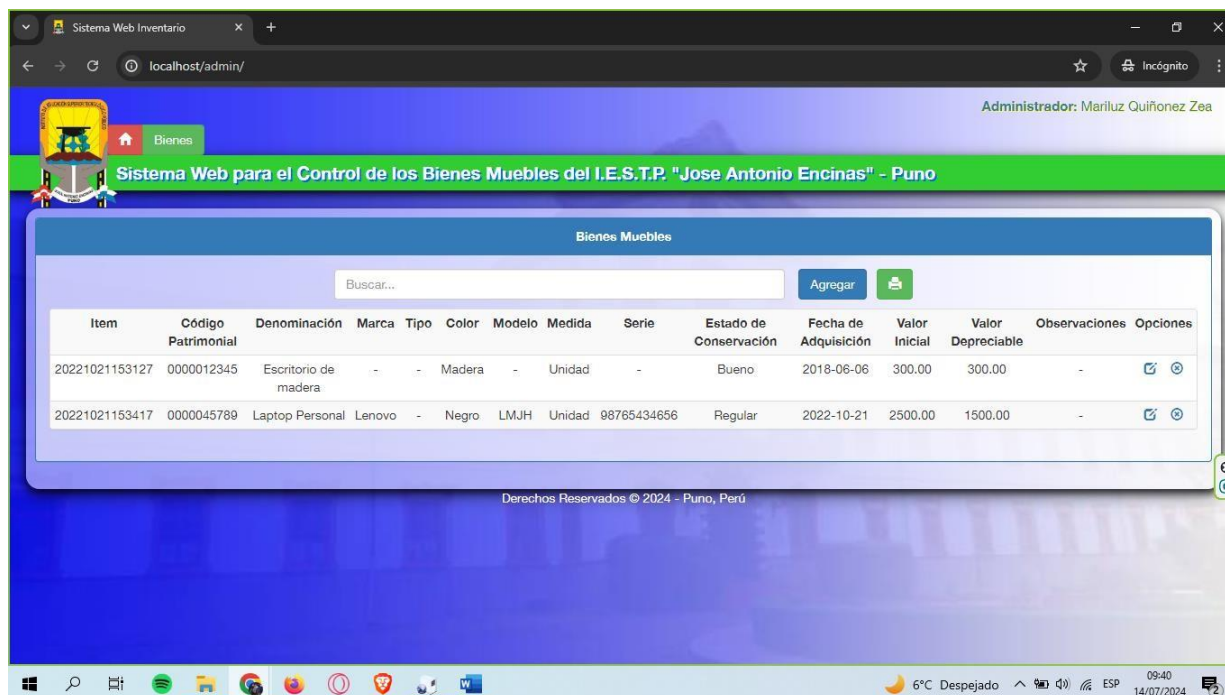 Sistema Web Inventario
localhost/admin/
Incógnito
Administrador: Mariluz Quiñonez Zea
Bienes
Sistema Web para el Control de los Bienes Muebles del I.E.S.T.P. "Jose Antonio Encinas" - Puno
Bienes Muebles
Buscar...
Agregar
Item Código Patrimonial Denominación Marca Tipo Color Modelo Medida Serie Estado de Conservación Fecha de Adquisición Valor Inicial Valor Depreciable Observaciones Opciones
20221021153127 0000012345 Escritorio de madera - - Madera - Unidad - Bueno 2018-06-06 300.00 300.00 -
20221021153417 0000045789 Laptop Personal Lenovo - Negro LMJH Unidad 98765434656 Regular 2022-10-21 2500.00 1500.00 -
Derechos Reservados © 2024 - Puno, Perú
6°C Despejado
ESP
09:40
14/07/2024